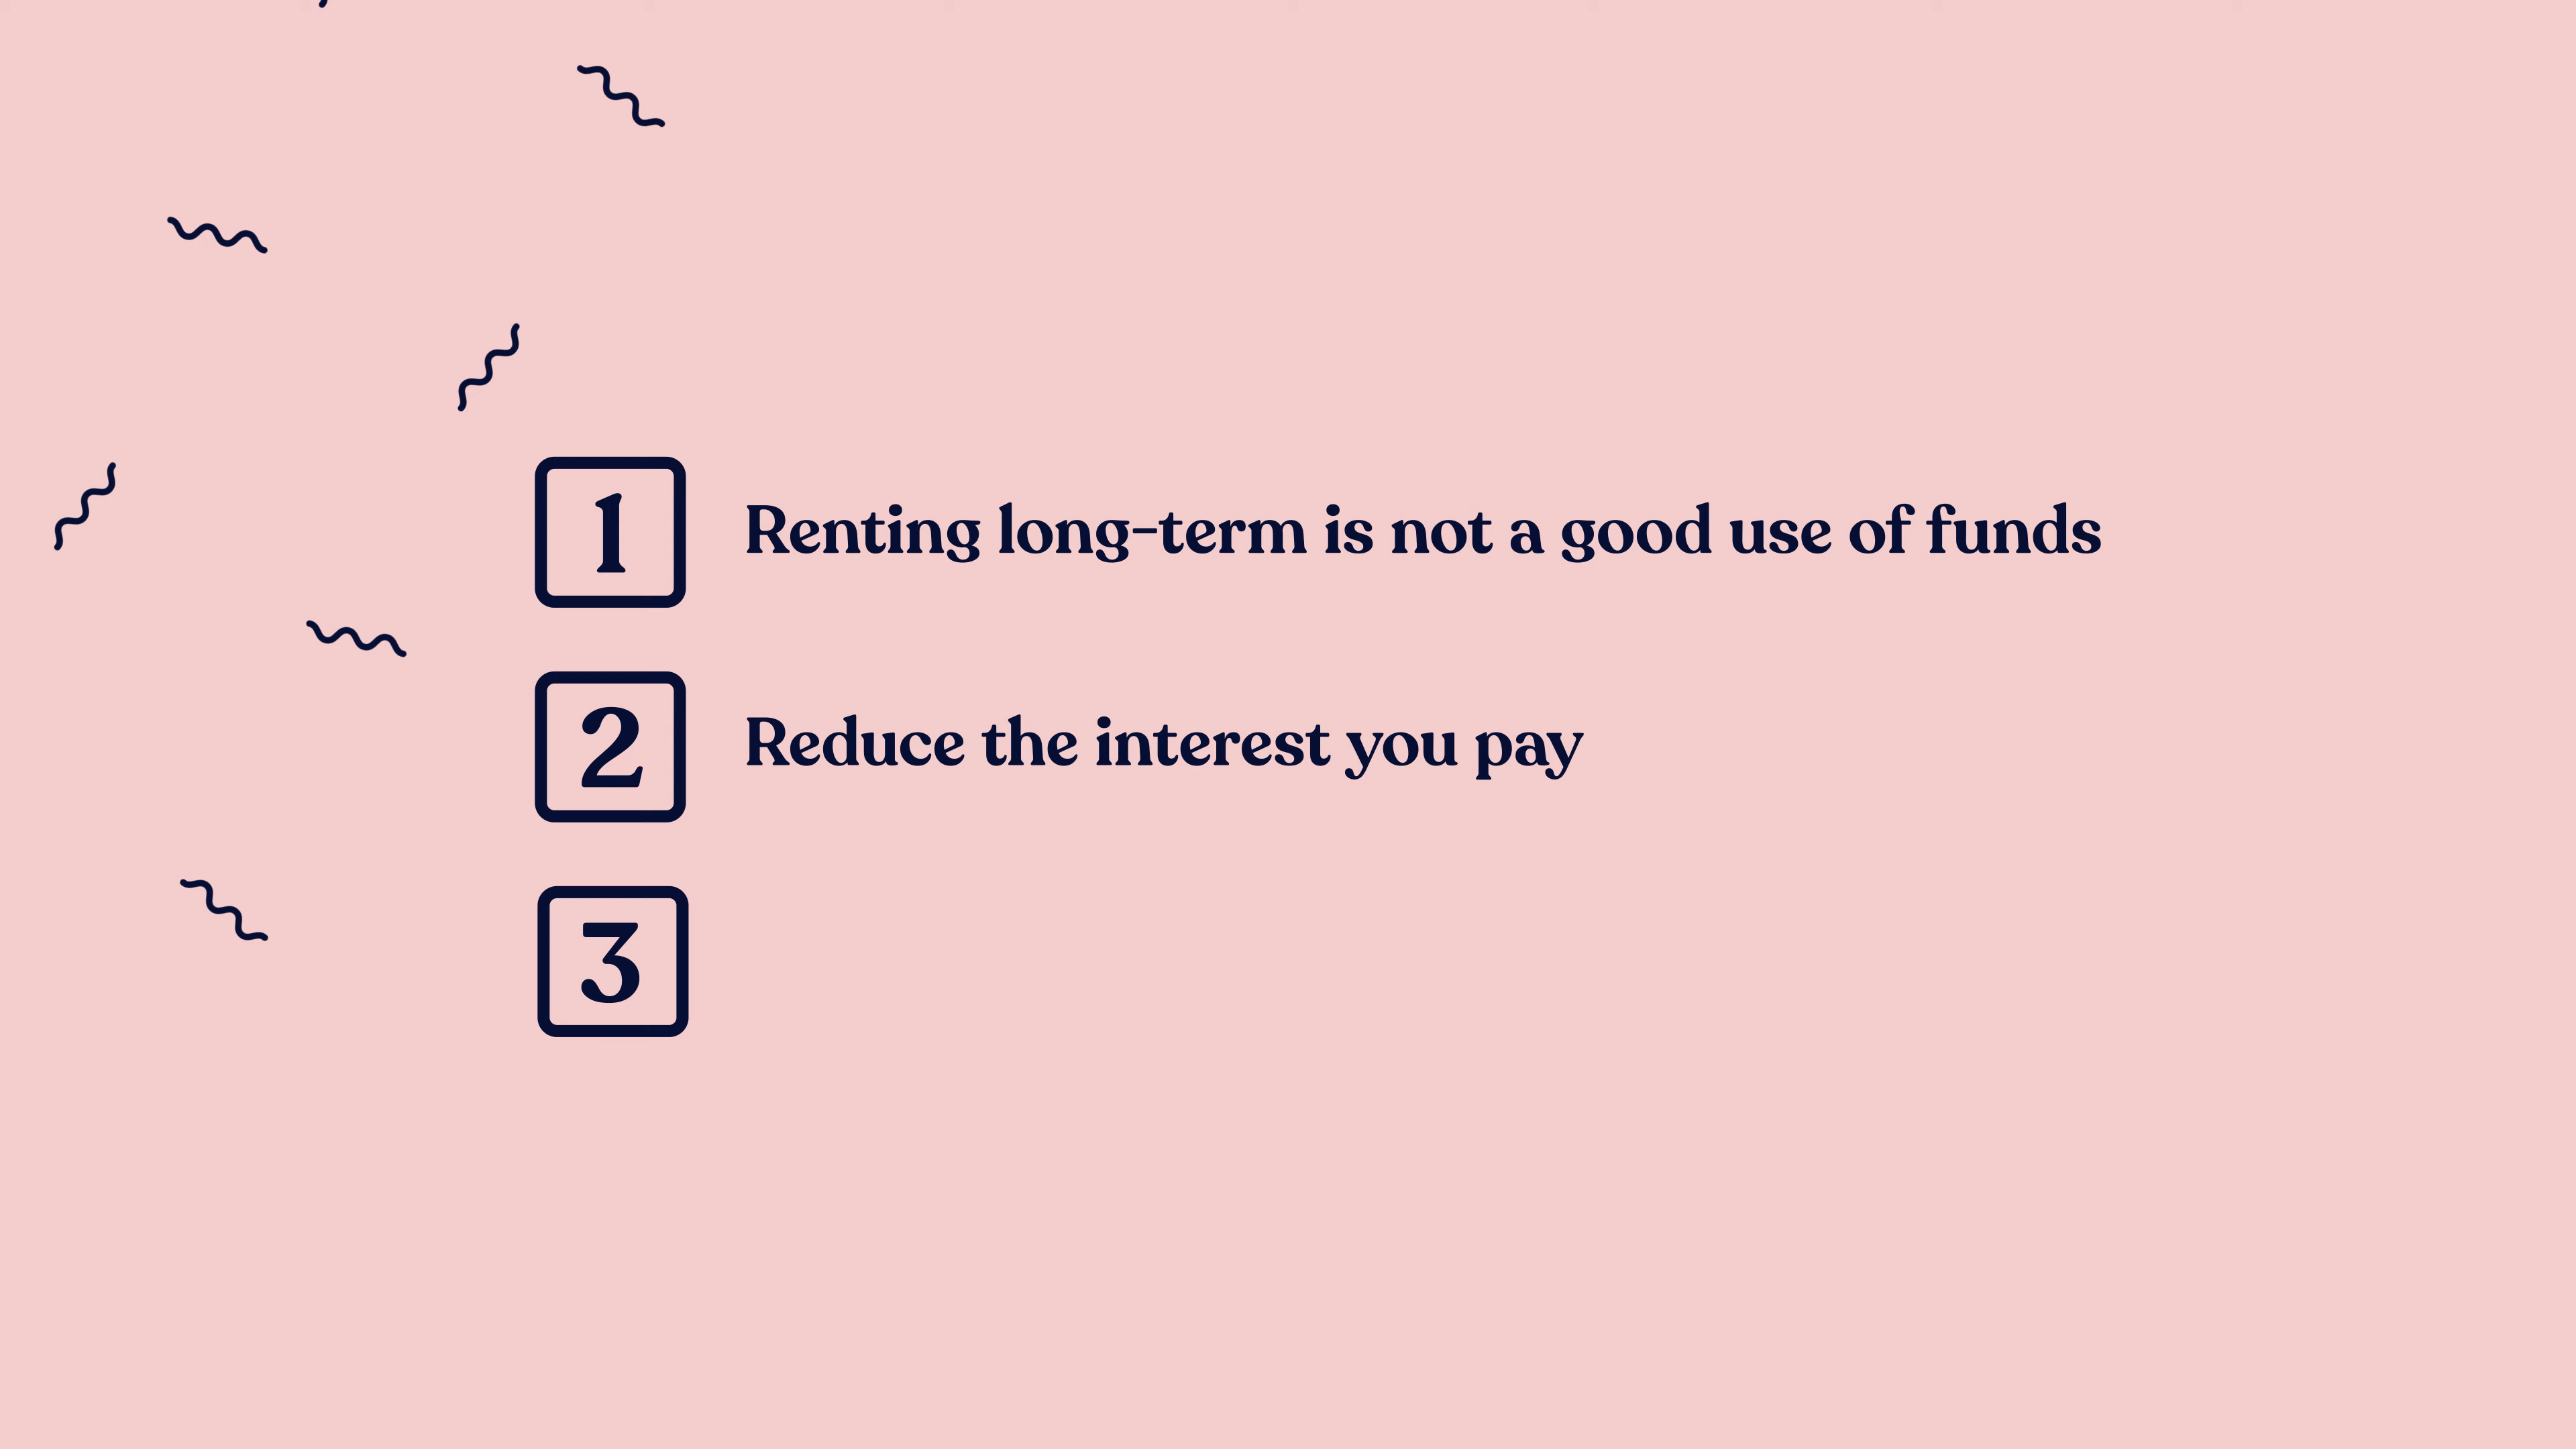 1 Renting long-term is not a good use of funds
2 Reduce the interest you pay
3